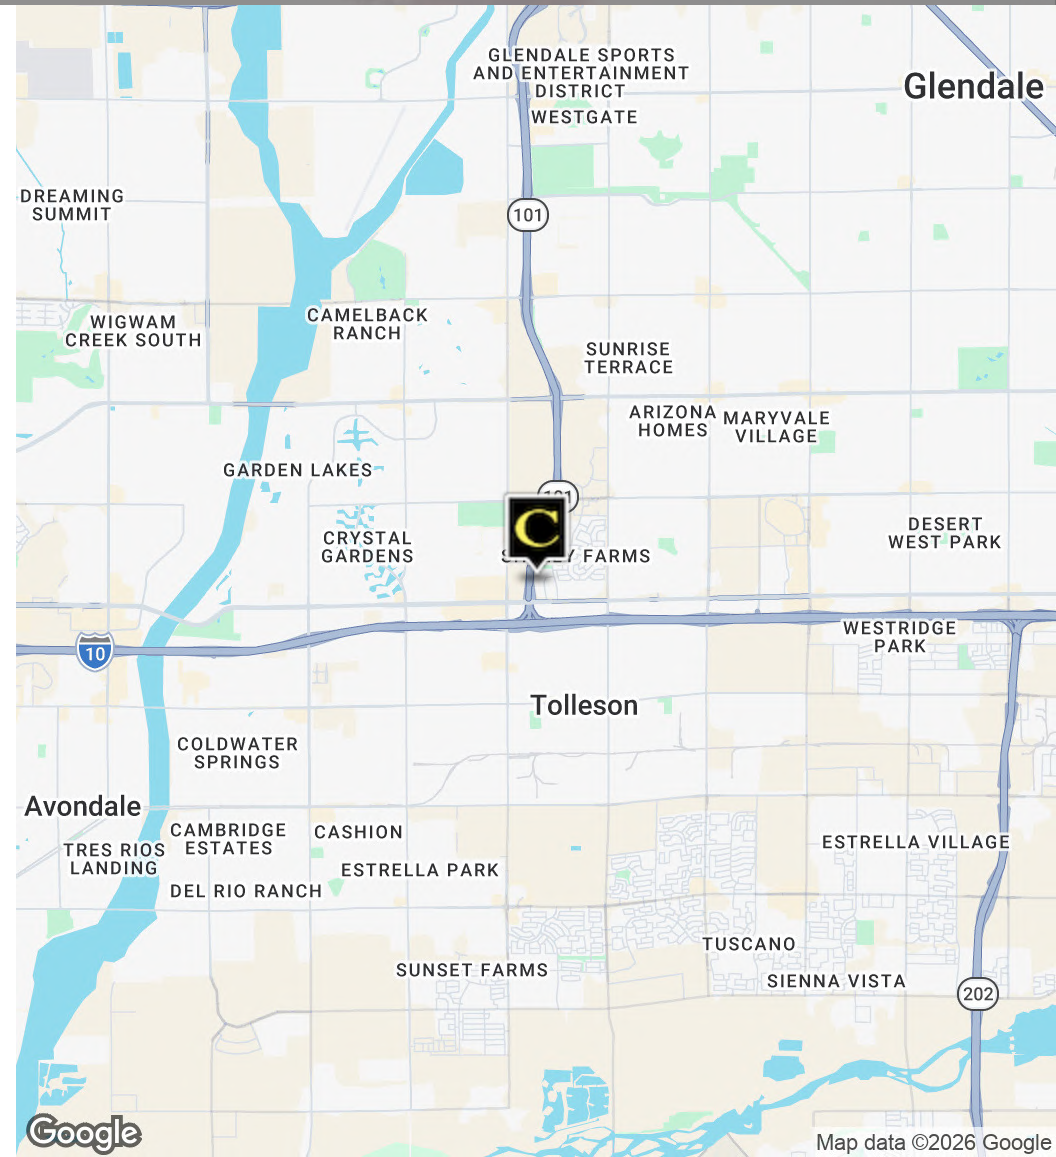 GLENDALE SPORTS
AND ENTERTAINMENT
DISTRICT
Glendale
WESTGATE
DREAMING
SUMMIT
101
CAMELBACK
RANCH
WIGWAM
CREEK SOUTH
SUNRISE
TERRACE
ARIZONA
HOMES
MARYVALE
VILLAGE
GARDEN LAKES
101
C
CRYSTAL
GARDENS
DESERT
WEST PARK
FARMS
WESTRIDGE
PARK
10
Tolleson
COLDWATER
SPRINGS
Avondale
CAMBRIDGE
ESTATES
CASHION
TRES RIOS
LANDING
ESTRELLA VILLAGE
ESTRELLA PARK
DEL RIO RANCH
TUSCANO
SUNSET FARMS
SIENNA VISTA
202
Google
Map data ©2026 Google